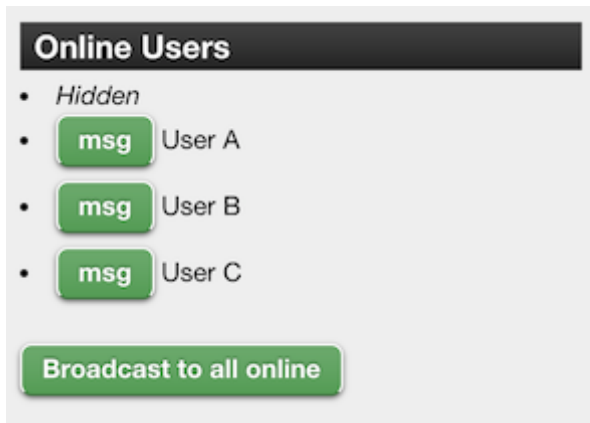 Online Users
Hidden
msg User A
msg User B
msg User C
Broadcast to all online